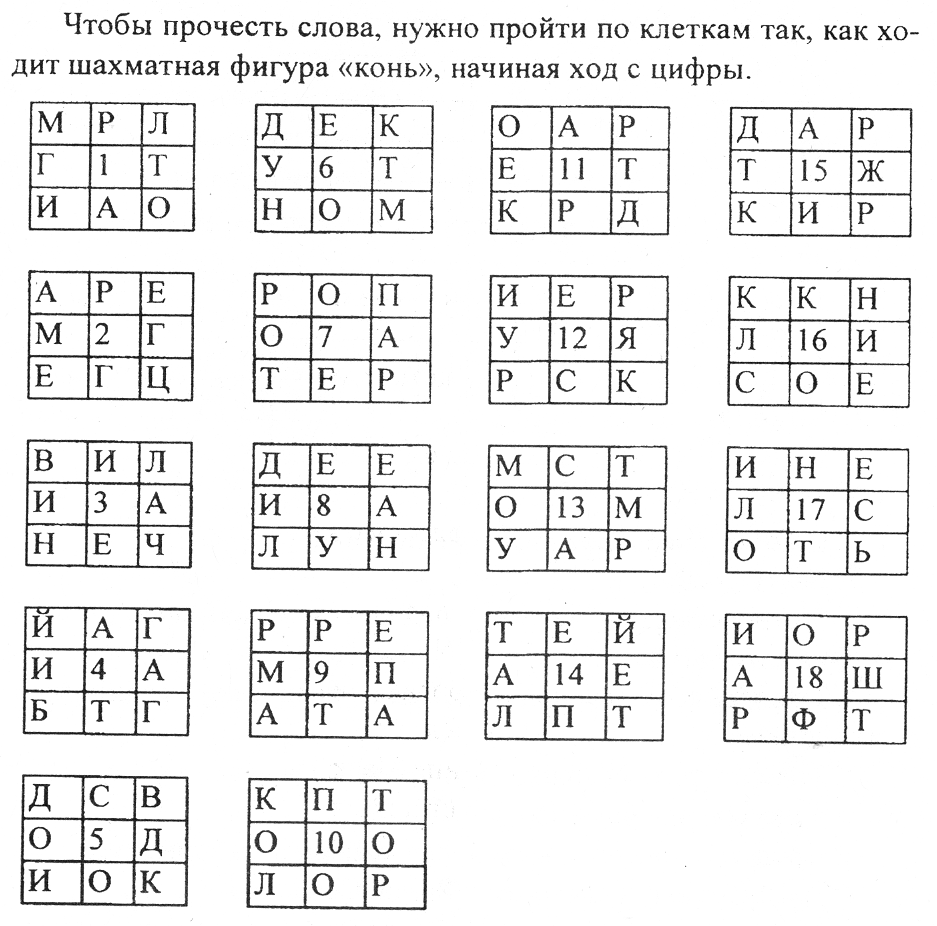 Чтобы прочесть слова, нужно пройти по клеткам так, как хо-
дит шахматная фигура «конь», начиная ход с цифры.
М Р Л Д Е К О А Р Д А Р
Г 1 Т У 6 Т Е 11 Т Т 15 Ж
И А О Н О М К Р Д К И Р
А Р Е Р О П И Е Р К К Н
М 2 Г О 7 А У 12 Я Л 16 И
Е Г Ц Т Е Р Р С К С О Е
В И Л Д Е Е М С Т И Н Е
И 3 А И 8 А О 13 М Л 17 С
Н Е Ч Л У Н У А Р О Т Ь
Й А Г Р Р Е Т Е Й И О Р
И 4 А М 9 П А 14 Е А 18 Ш
Б Т Г А Т А Л П Т Р Ф Т
Д С В К П Т
О 5 Д О 10 О
И О К Л О Р